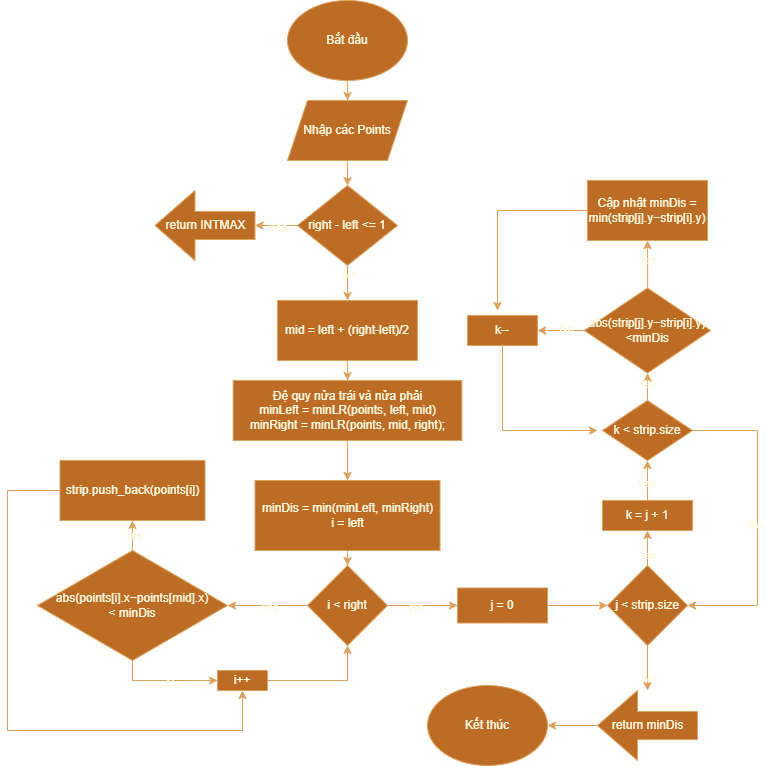 Bắt đầu
Nhập các Points
right - left <= 1
return INTMAX
mid = left + (right-left)/2
Đệ quy nửa trái và nửa phải
minLeft = minLR(points, left, mid)
minRight = minLR(points, mid, right);
minDis = min(minLeft, minRight)
i = left
i < right
abs(points[i].x−points[mid].x)
< minDis
strip.push_back(points[i])
i++
j = 0
j < strip.size
k = j + 1
k < strip.size
abs(strip[j].y−strip[i].y)
<minDis
Cập nhật minDis =
min(strip[j].y−strip[i].y)
k--
return minDis
Kết thúc